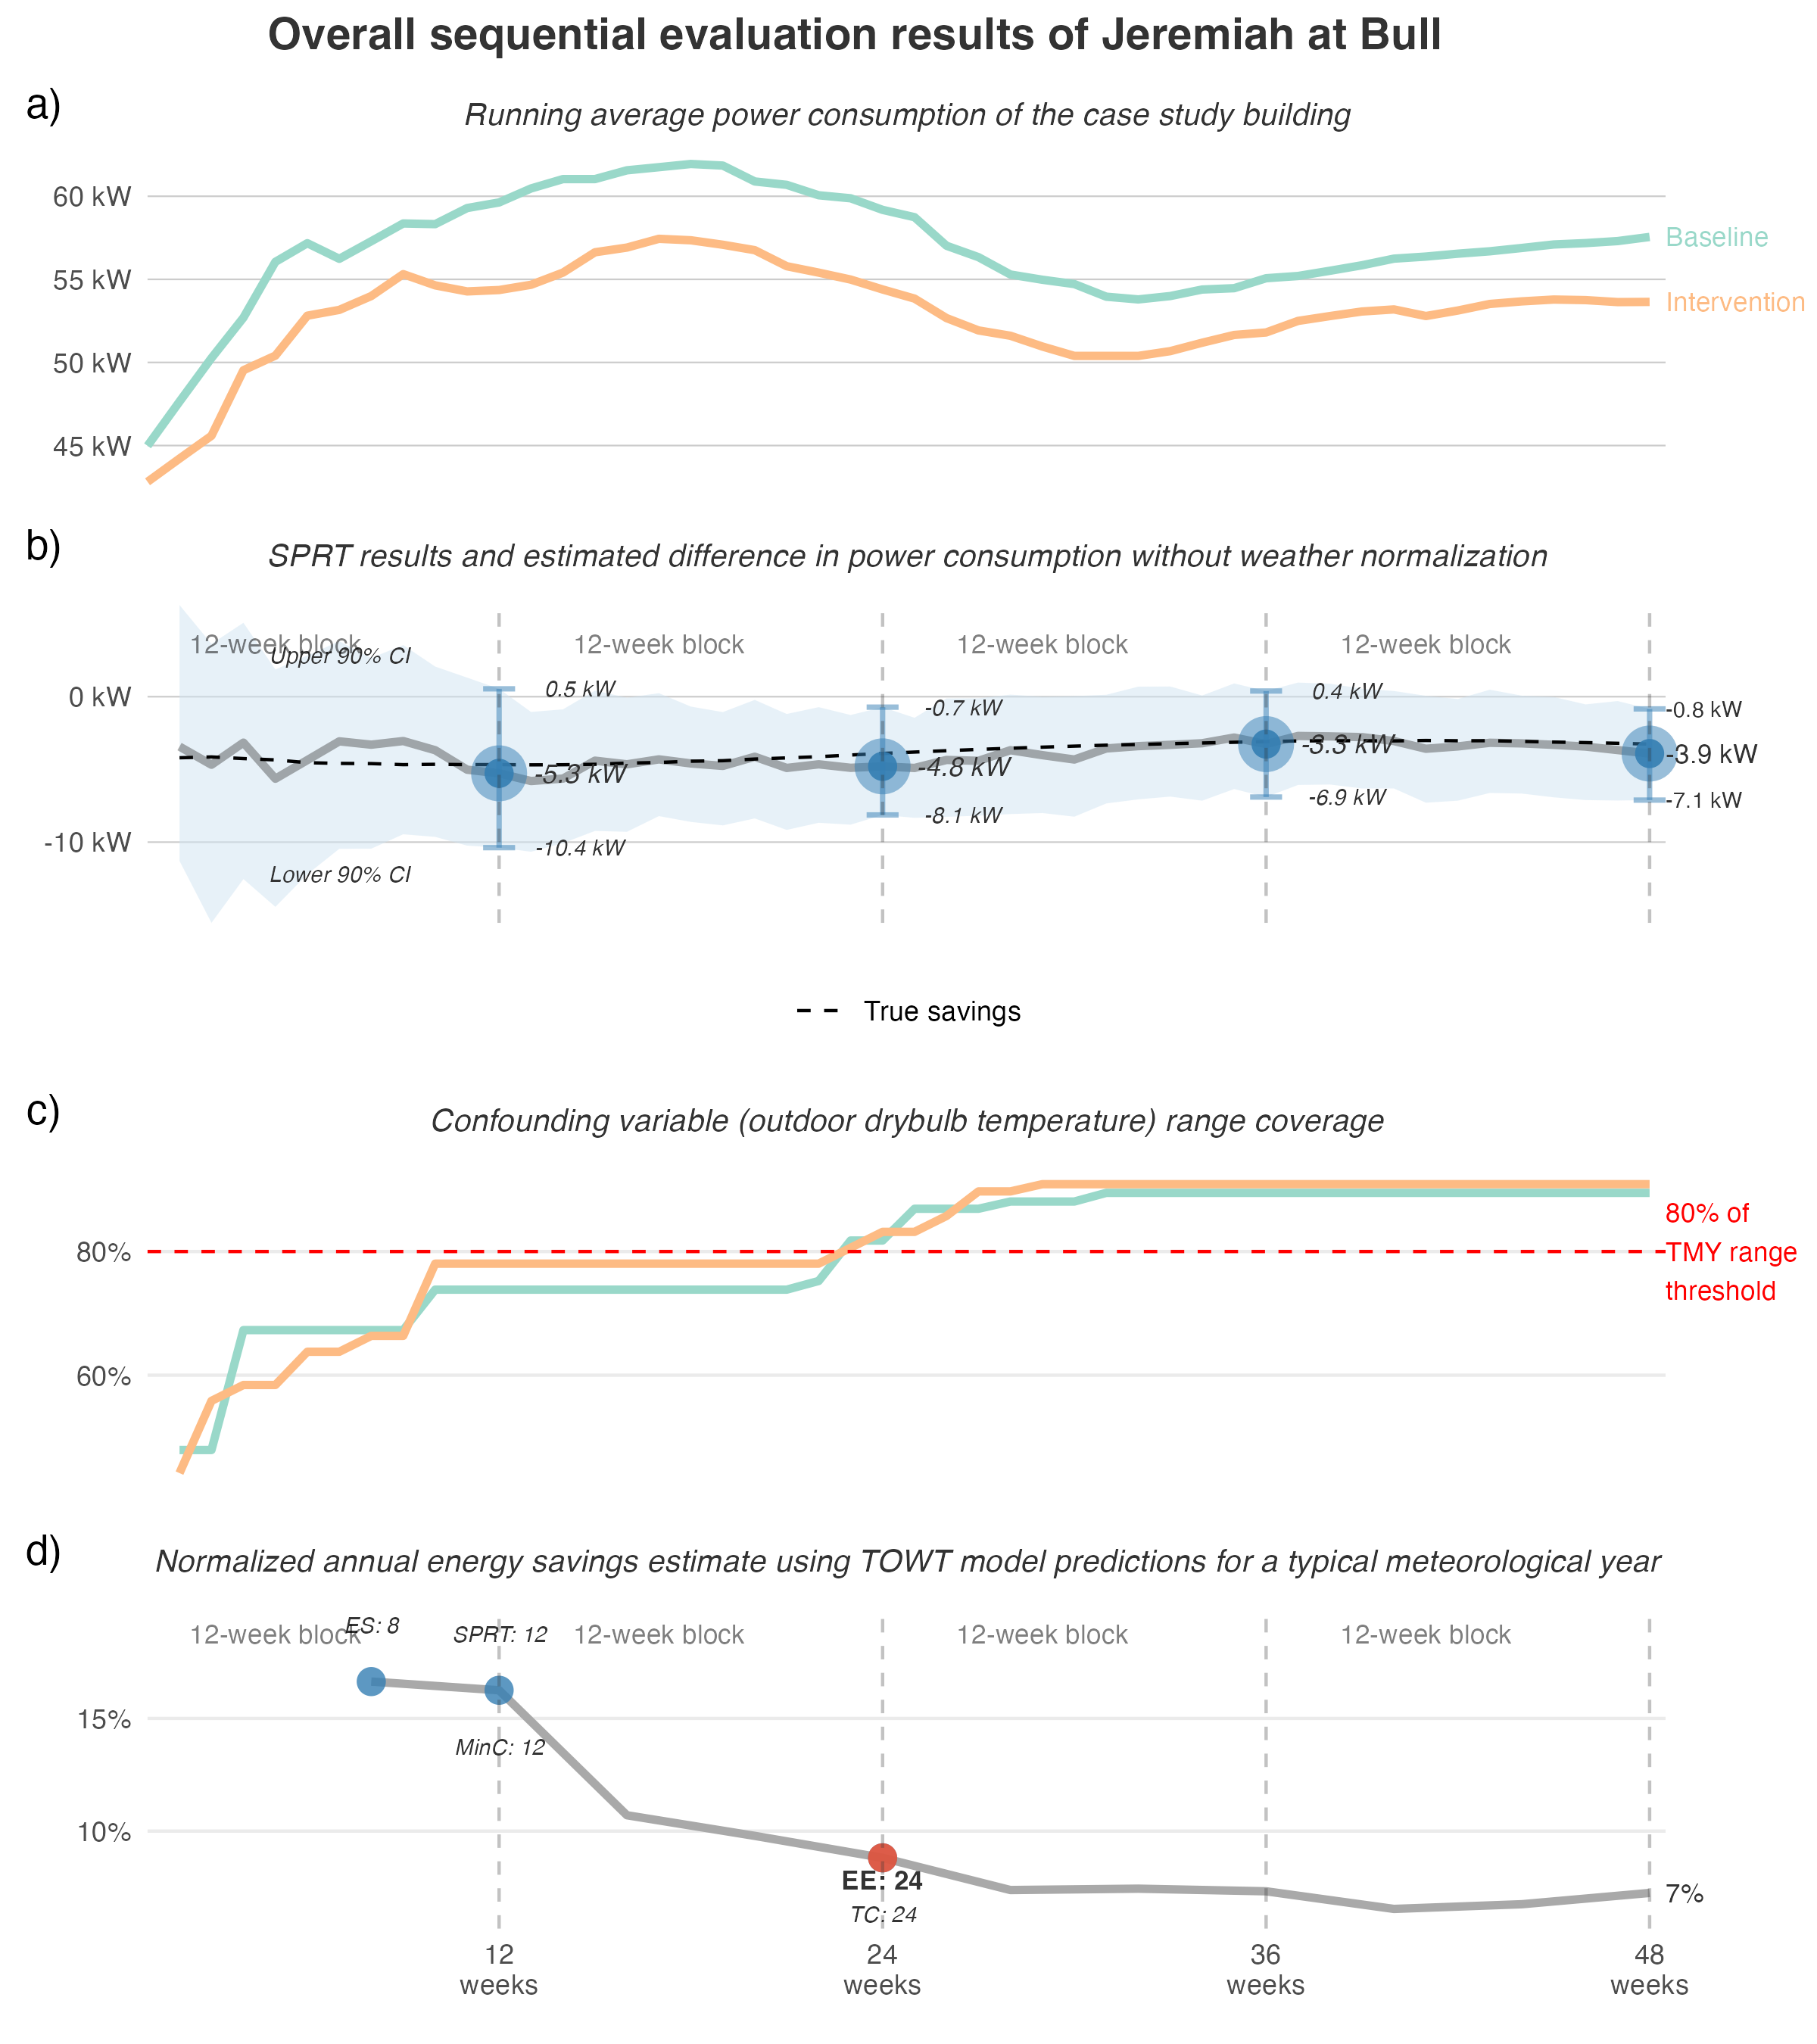 Overall sequential evaluation results of Jeremiah at Bull
a)
Running average power consumption of the case study building
60 kW
55 kW
50 kW
45 kW
Baseline
Intervention
b)
SPRT results and estimated difference in power consumption without weather normalization
12-week block
12-week block
12-week block
12-week block
Upper 90% CI
0 kW
-10 kW
0.5 kW
-5.3 kW
-10.4 kW
-0.7 kW
-4.8 kW
-8.1 kW
0.4 kW
-3.3 kW
-6.9 kW
-0.8 kW
-3.9 kW
-7.1 kW
Lower 90% CI
True savings
c)
Confounding variable (outdoor drybulb temperature) range coverage
80%
60%
80% of
TMY range
threshold
d)
Normalized annual energy savings estimate using TOWT model predictions for a typical meteorological year
12-week block
12-week block
12-week block
12-week block
ES: 8
SPRT: 12
15%
MinC: 12
10%
EE: 24
TC: 24
7%
12
weeks
24
weeks
36
weeks
48
weeks